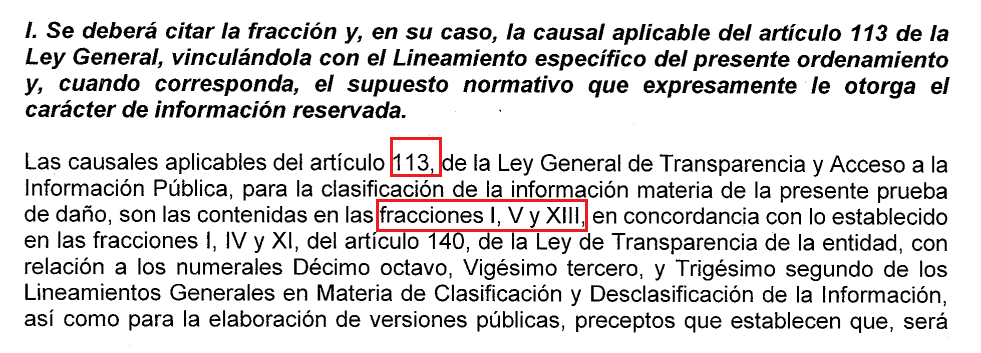 I. Se deberá citar la fracción y, en su caso, la causal aplicable del artículo 113 de la
Ley General, vinculándola con el Lineamiento específico del presente ordenamiento
y, cuando corresponda, el supuesto normativo que expresamente le otorga el
carácter de información reservada.
Las causales aplicables del artículo 113, de la Ley General de Transparencia y Acceso a la
Información Pública, para la clasificación de la información materia de la presente prueba
de daño, son las contenidas en las fracciones I, V y XIII, en concordancia con lo establecido
en las fracciones I, IV y XI, del artículo 140, de la Ley de Transparencia de la entidad, con
relación a los numerales Décimo octavo, Vigésimo tercero, y Trigésimo segundo de los
Lineamientos Generales en Materia de Clasificación y Desclasificación de la Información,
así como para la elaboración de versiones públicas, preceptos que establecen que, será